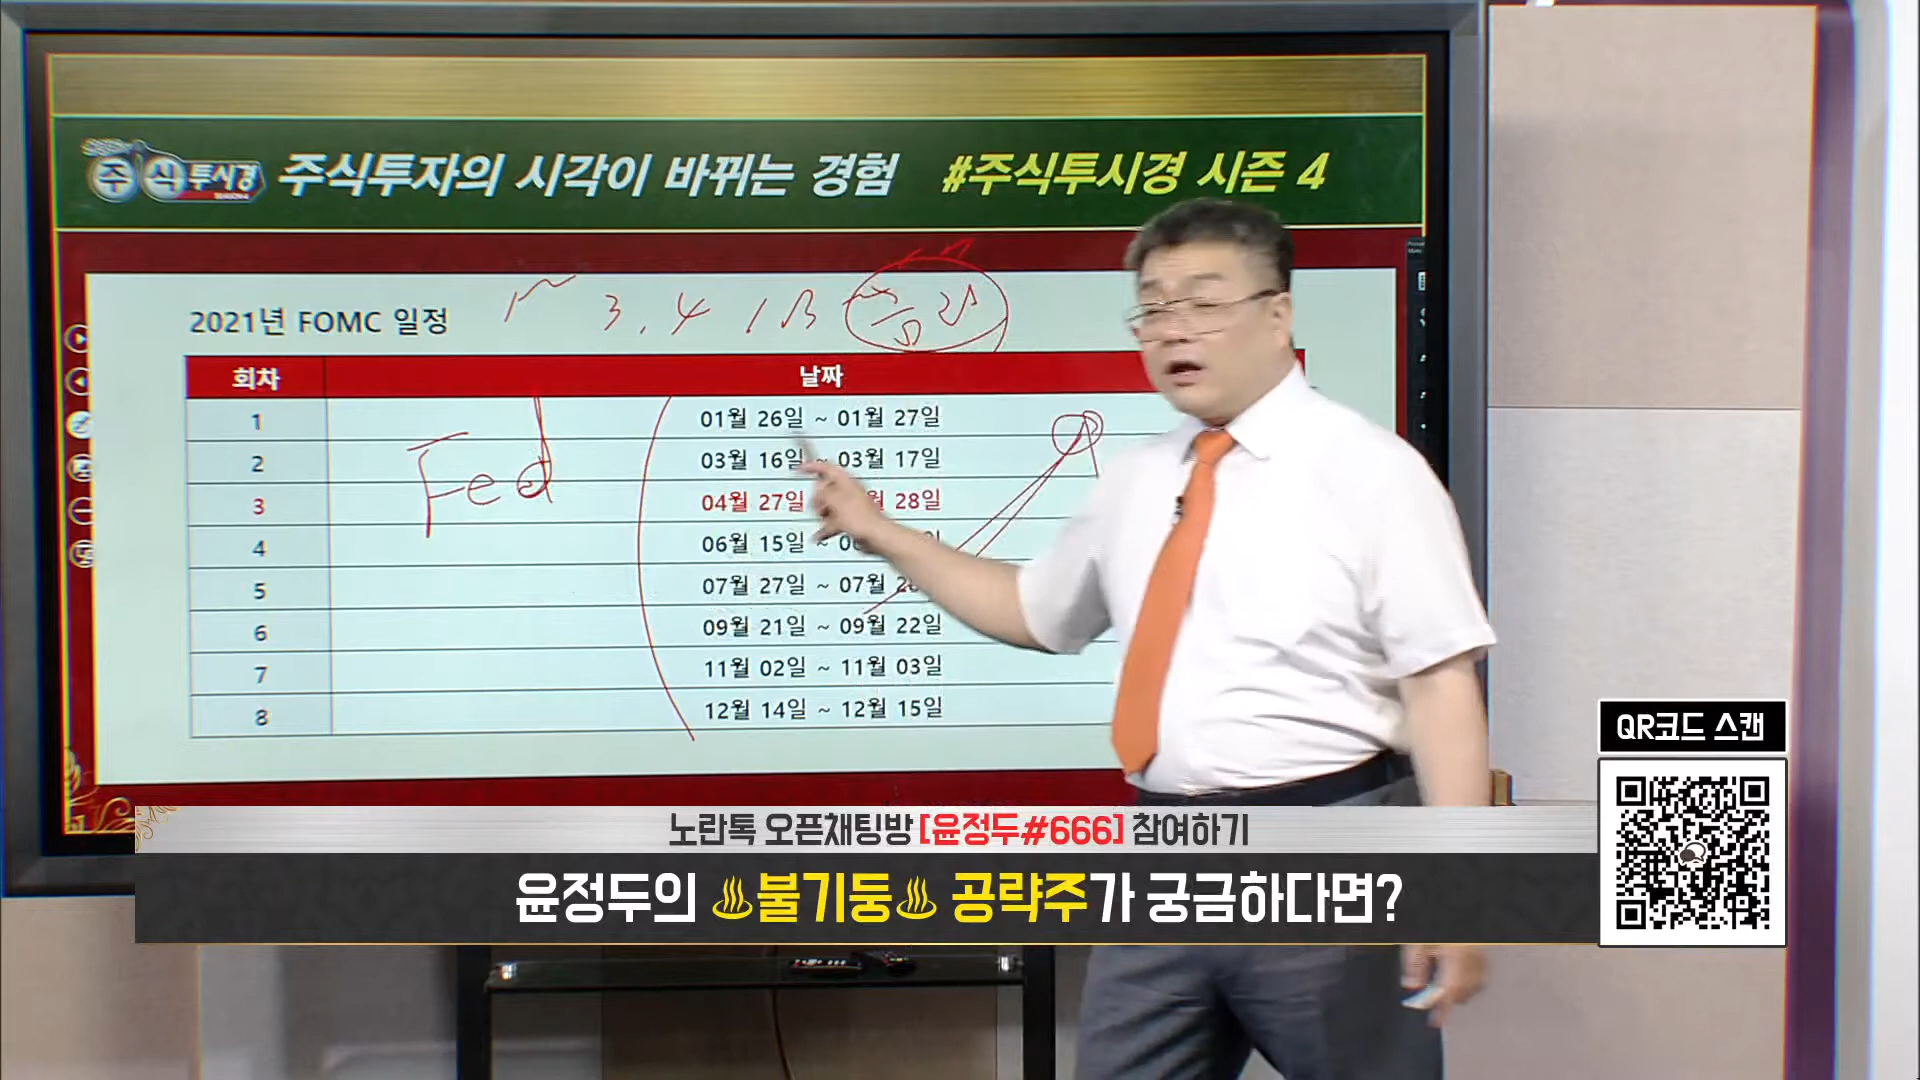 주식투시경 주식투자의 시각이 바뀌는 경험 #주식투시경 시즌 4
2021년 FOMC 일정
3. 4
회차 날짜
1 01월 26일 ~ 01월 27일
2 03월 16일 ~ 03월 17일
3 04월 27일 28일
4 06월 15일 ~
5 07월 27일 ~ 07월
6 09월 21일 ~ 09월 22일
7 11월 02일 ~ 11월 03일
8 12월 14일 ~ 12월 15일
Fed
QR코드 스캔
노란톡 오픈채팅방 [윤정두#666] 참여하기
윤정두의 ♨불기둥♨ 공략주가 궁금하다면?